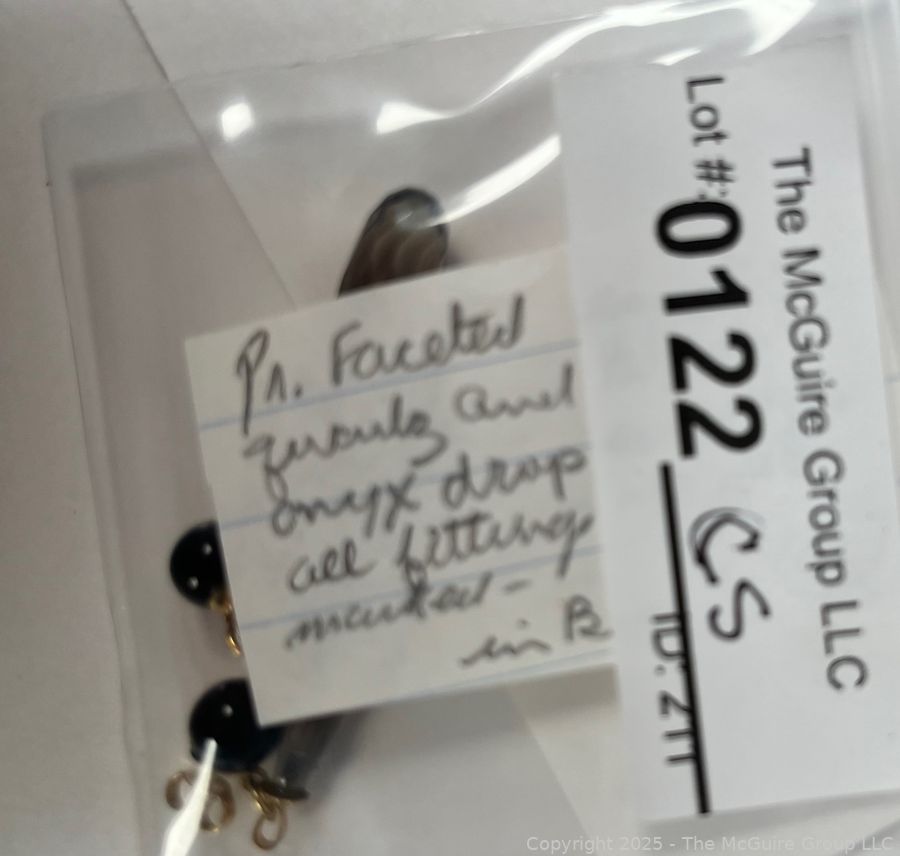 Pr. Faceted
quartz and
onyx drop
all fittings
marked -
in B
The McGuire Group LLC
Lot #:0122 CS
ID: Z11
Copyright 2025 - The McGuire Group LLC